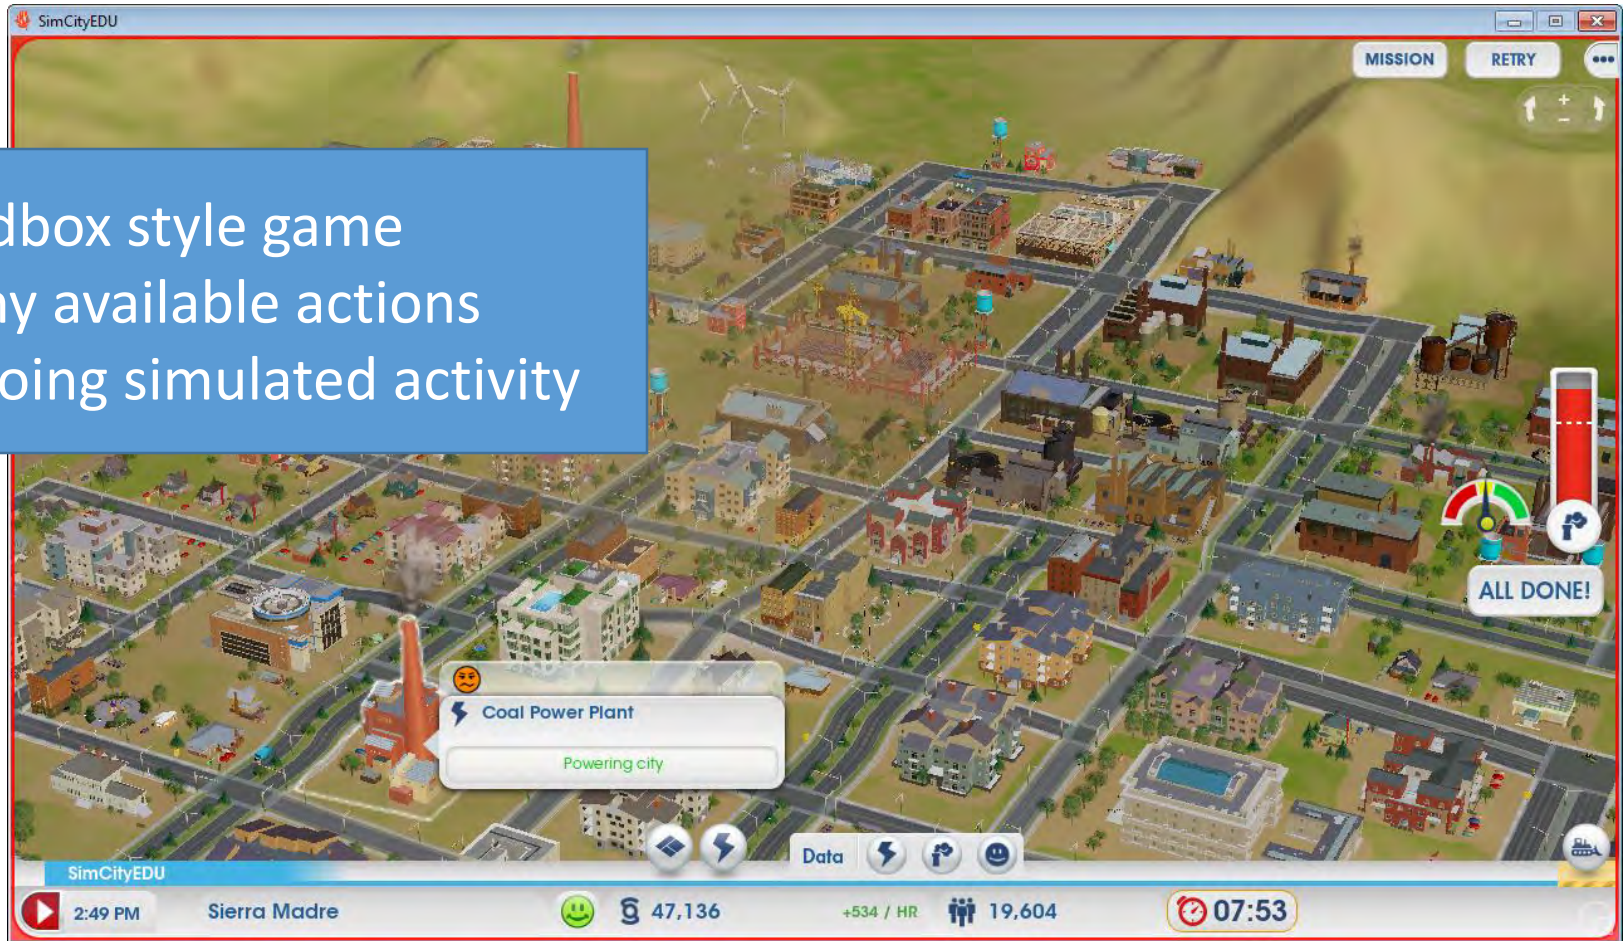 SimCityEDU
MISSION
RETRY
dbox style game
ny available actions
oing simulated activity
ALL DONE!
Coal Power Plant
Powering city
Data
SimCityEDU
2:49 PM
Sierra Madre
47,136
+534 / HR
19,604
07:53